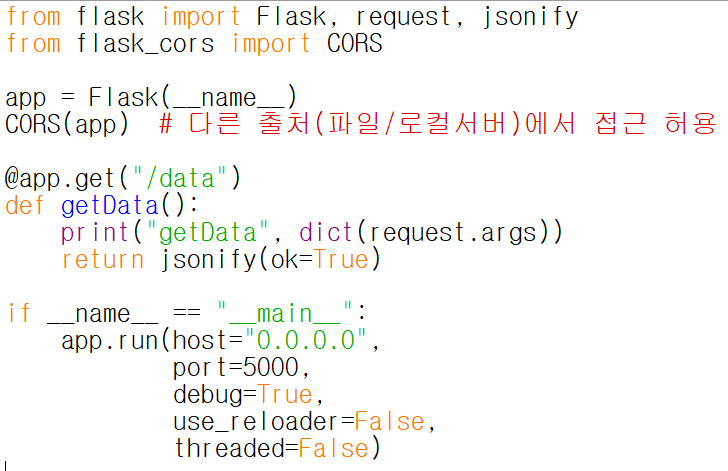 from flask import Flask, request, jsonify
from flask_cors import CORS

app = Flask(__name__)
CORS(app)  # 다른 출처(파일/로컬서버)에서 접근 허용

@app.get("/data")
def getData():
    print("getData", dict(request.args))
    return jsonify(ok=True)

if __name__ == "__main__":
    app.run(host="0.0.0.0",
            port=5000,
            debug=True,
            use_reloader=False,
            threaded=False)